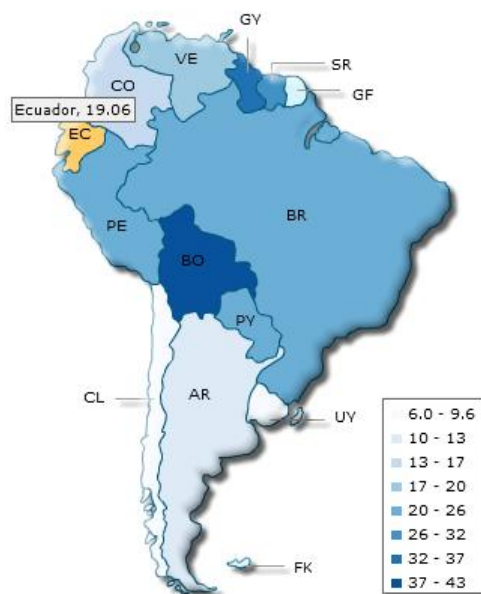 GY
VE
SR
CO
GF
Ecuador, 19.06
EC
BR
PE
BO
PY
CL
AR
UY
FK
6.0 - 9.6
10 - 13
13 - 17
17 - 20
20 - 26
26 - 32
32 - 37
37 - 43